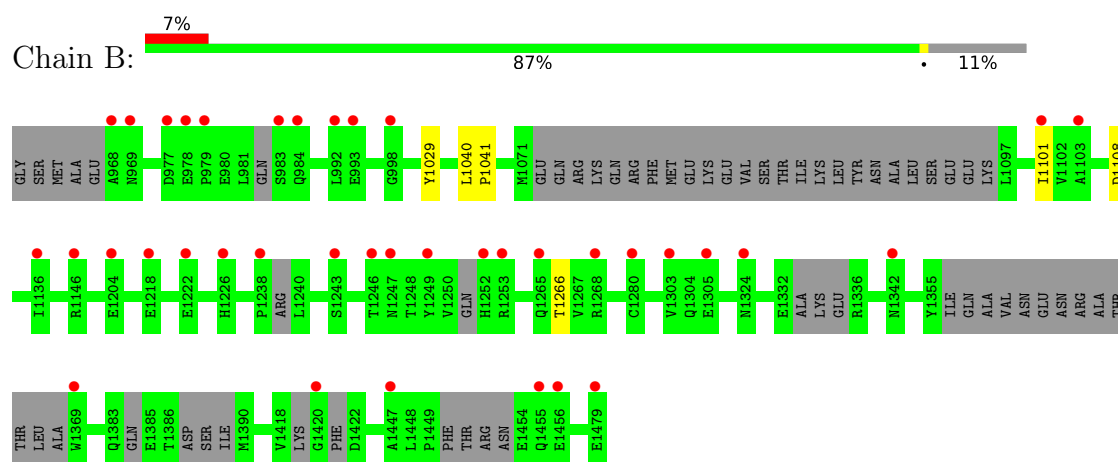 7%
Chain B:
87% • 11%
GLY SER MET ALA GLU A968 N969 D977 E978 P979 E980 L981 GLN S983 Q984 L992 E993 G998 Y1029 L1040 P1041 M1071 GLU GLN ARG LYS GLN ARG PHE MET GLU LYS GLU VAL SER THR ILE LYS LEU TYR ASN ALA LEU SER GLU GLU LYS L1097 I1101 V1102 A1103 D1108
I1136 R1146 E1204 E1218 E1222 H1226 P1238 ARG L1240 S1243 T1246 N1247 T1248 Y1249 V1250 GLN H1252 R1253 Q1265 T1266 V1267 R1268 C1280 V1303 Q1304 E1305 N1324 E1332 ALA LYS GLU R1336 N1342 Y1355 ILE GLN ALA VAL ASN GLU ASN ARG ALA THR
THR LEU ALA W1369 Q1383 GLN E1385 T1386 ASP SER ILE M1390 V1418 LYS G1420 PHE D1422 A1447 L1448 P1449 PHE THR ARG ASN E1454 Q1455 E1456 E1479